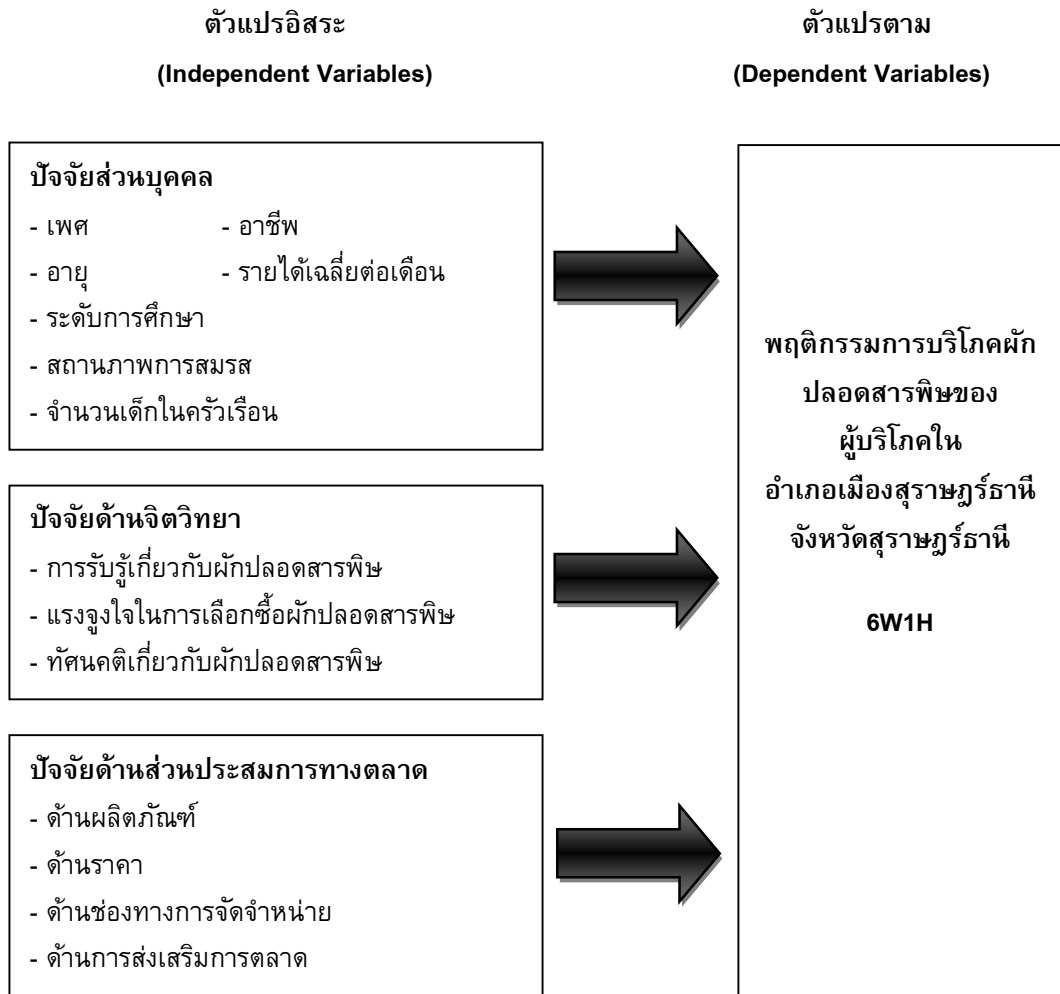 ตัวแปรอิสระ
(Independent Variables)
ตัวแปรตาม
(Dependent Variables)
ปัจจัยส่วนบุคคล
- เพศ - อาชีพ
- อายุ - รายได้เฉลี่ยต่อเดือน
- ระดับการศึกษา
- สถานภาพการสมรส
- จำนวนเด็กในครัวเรือน
ปัจจัยด้านจิตวิทยา
- การรับรู้เกี่ยวกับผักปลอดสารพิษ
- แรงจูงใจในการเลือกซื้อผักปลอดสารพิษ
- ทัศนคติเกี่ยวกับผักปลอดสารพิษ
ปัจจัยด้านส่วนประสมการทางตลาด
- ด้านผลิตภัณฑ์
- ด้านราคา
- ด้านช่องทางการจัดจำหน่าย
- ด้านการส่งเสริมการตลาด
พฤติกรรมการบริโภคผัก
ปลอดสารพิษของ
ผู้บริโภคใน
อำเภอเมืองสุราษฎร์ธานี
จังหวัดสุราษฎร์ธานี
6W1H